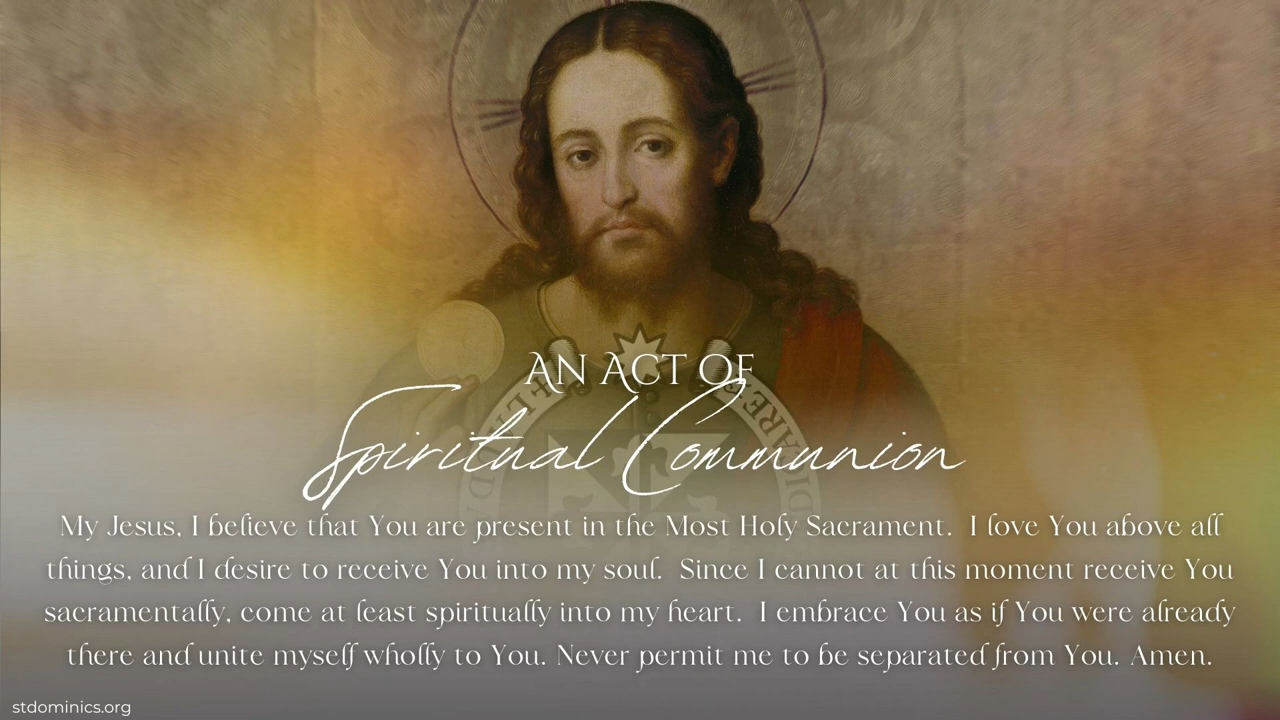 AN ACT OF
Spiritual Communion
My Jesus, I believe that You are present in the Most Holy Sacrament. I love You above all
things, and I desire to receive You into my soul. Since I cannot at this moment receive You
sacramentally, come at least spiritually into my heart. I embrace You as if You were already
there and unite myself wholly to You. Never permit me to be separated from You. Amen.
stdominics.org